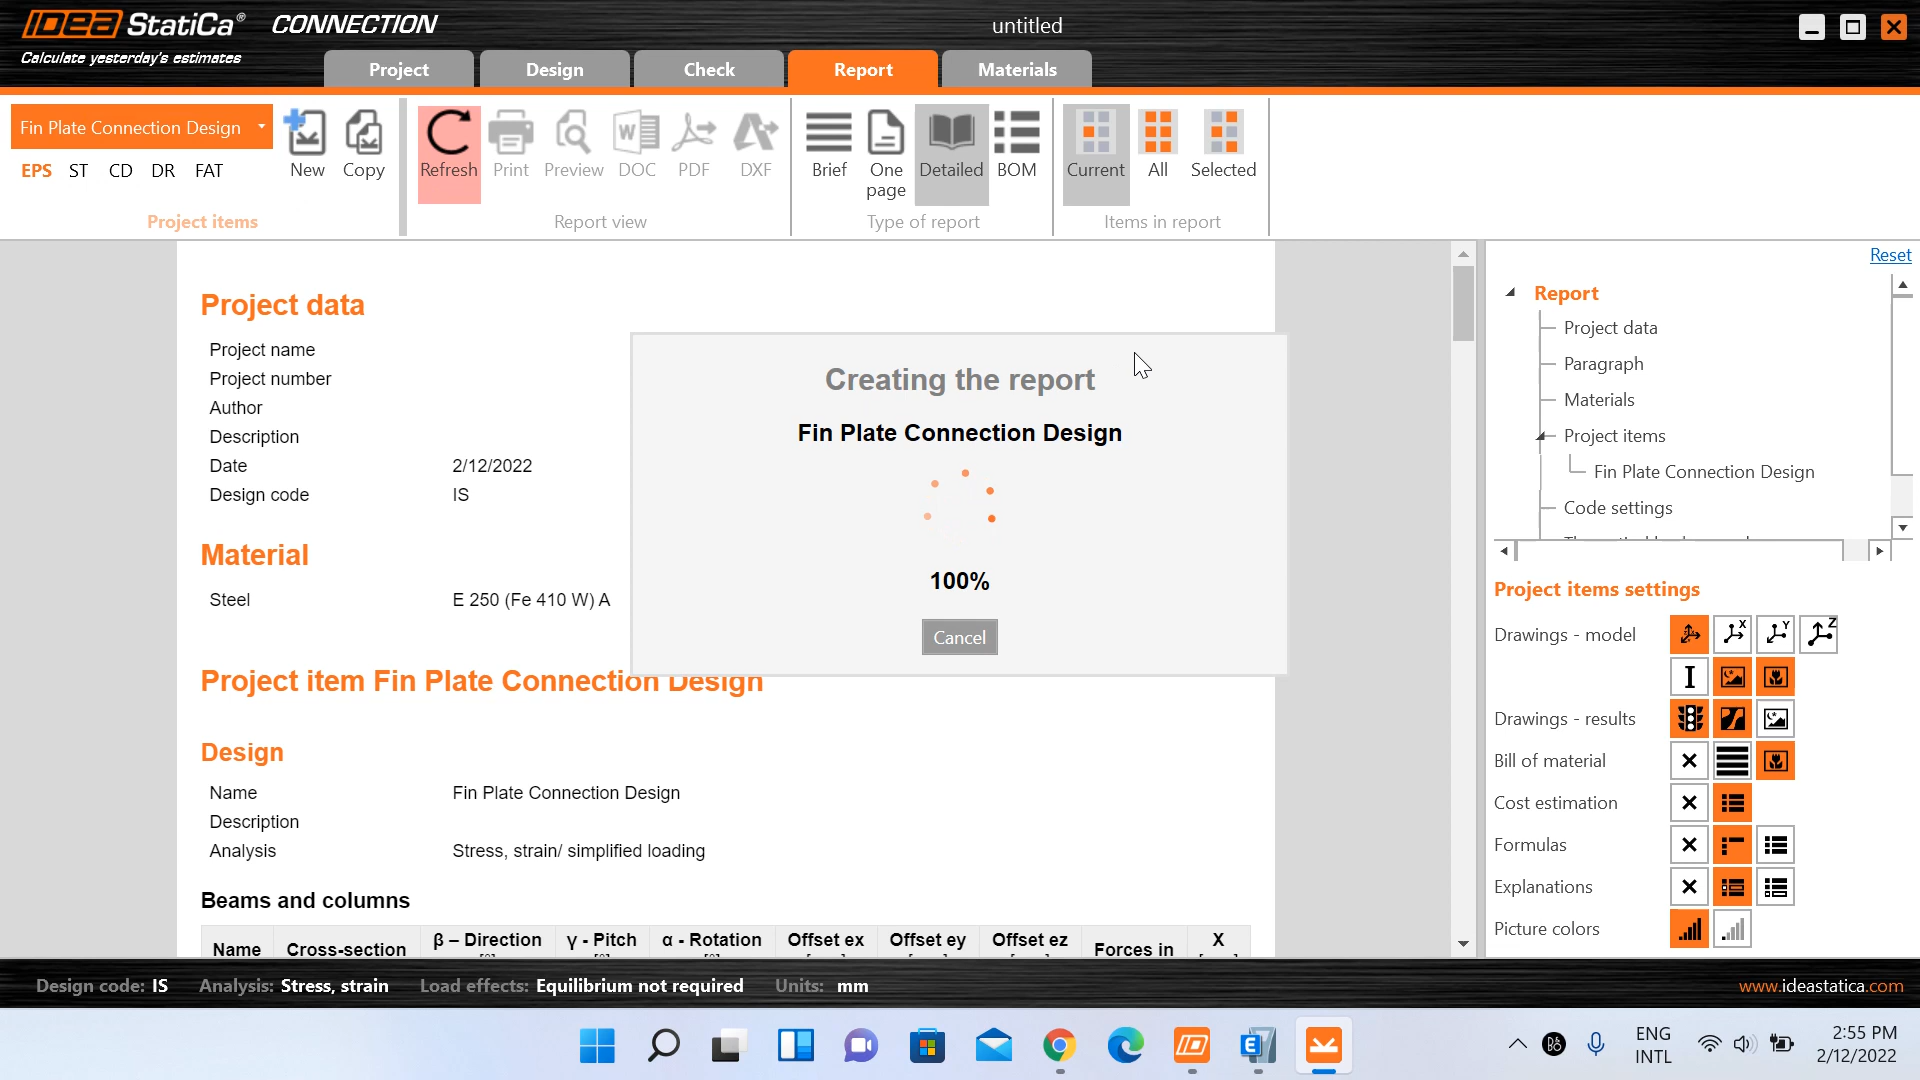 IDEA StatiCa® CONNECTION
untitled
Calculate yesterday's estimates
Project Design Check Report Materials
Fin Plate Connection Design
EPS ST CD DR FAT
New Copy
Project items
Refresh Print Preview DOC PDF DXF
Report view
Brief One page Detailed BOM
Type of report
Current All Selected
Items in report
Project data
Project name
Project number
Author
Description
Date 2/12/2022
Design code IS
Material
Steel E 250 (Fe 410 W) A
Project item Fin Plate Connection Design
Design
Name Fin Plate Connection Design
Description
Analysis Stress, strain/ simplified loading
Beams and columns
Name Cross-section β – Direction γ - Pitch α - Rotation Offset ex Offset ey Offset ez Forces in X
Creating the report
Fin Plate Connection Design
100%
Cancel
Reset
Report
Project data
Paragraph
Materials
Project items
Fin Plate Connection Design
Code settings
Project items settings
Drawings - model
X Y Z
Drawings - results
Bill of material
Cost estimation
Formulas
Explanations
Picture colors
Design code: IS Analysis: Stress, strain Load effects: Equilibrium not required Units: mm
www.ideastatica.com
ENG
INTL
2:55 PM
2/12/2022